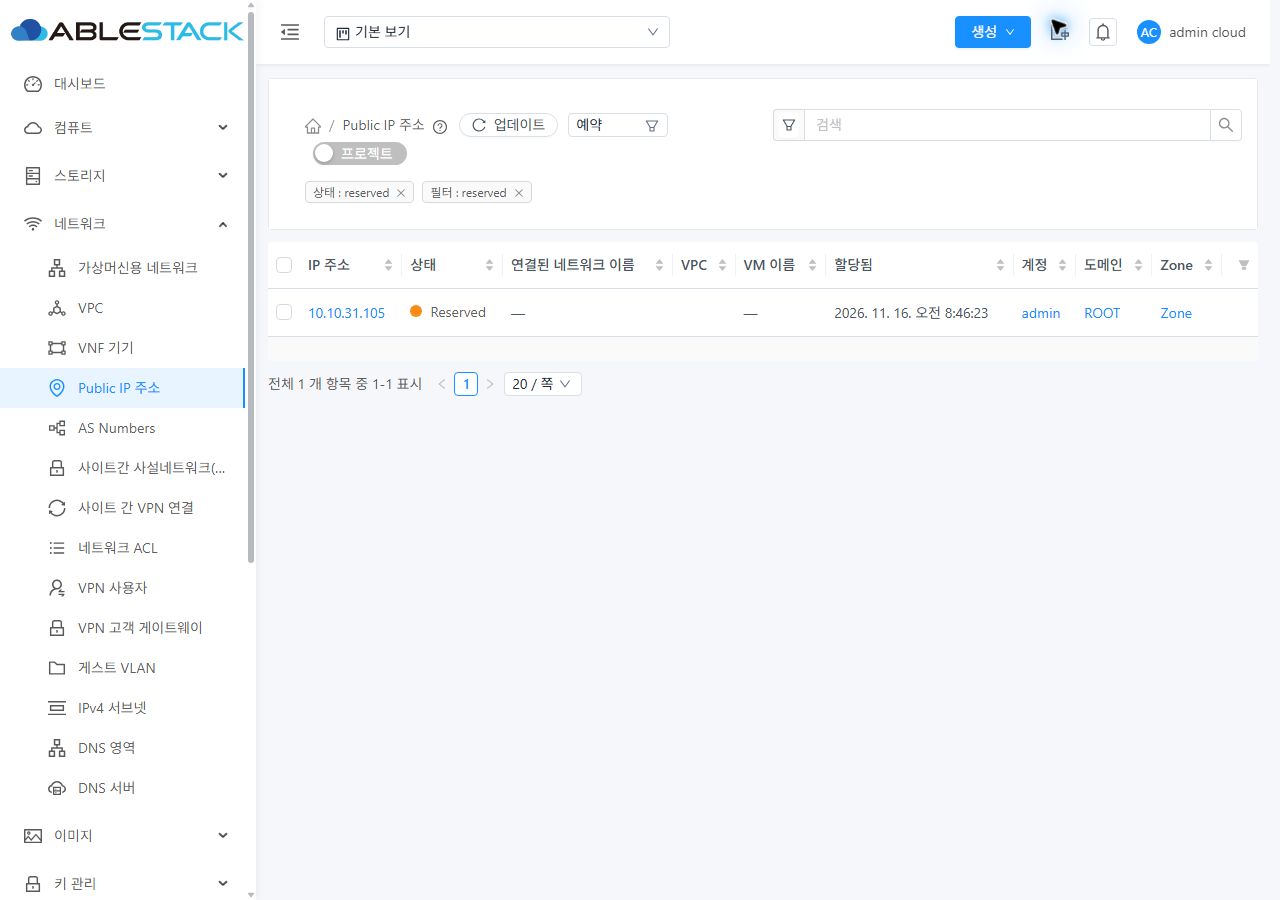 ABLESTACK
기본 보기
생성
AC
admin cloud
대시보드
컴퓨트
스토리지
네트워크
가상머신용 네트워크
VPC
VNF 기기
Public IP 주소
AS Numbers
사이트간 사설네트워크(...
사이트 간 VPN 연결
네트워크 ACL
VPN 사용자
VPN 고객 게이트웨이
게스트 VLAN
IPv4 서브넷
DNS 영역
DNS 서버
이미지
키 관리
/ Public IP 주소
업데이트
예약
검색
프로젝트
상태 : reserved
필터 : reserved
IP 주소 상태 연결된 네트워크 이름 VPC VM 이름 할당됨 계정 도메인 Zone
10.10.31.105 Reserved — — 2026. 11. 16. 오전 8:46:23 admin ROOT Zone
전체 1 개 항목 중 1-1 표시 < 1 > 20 / 쪽